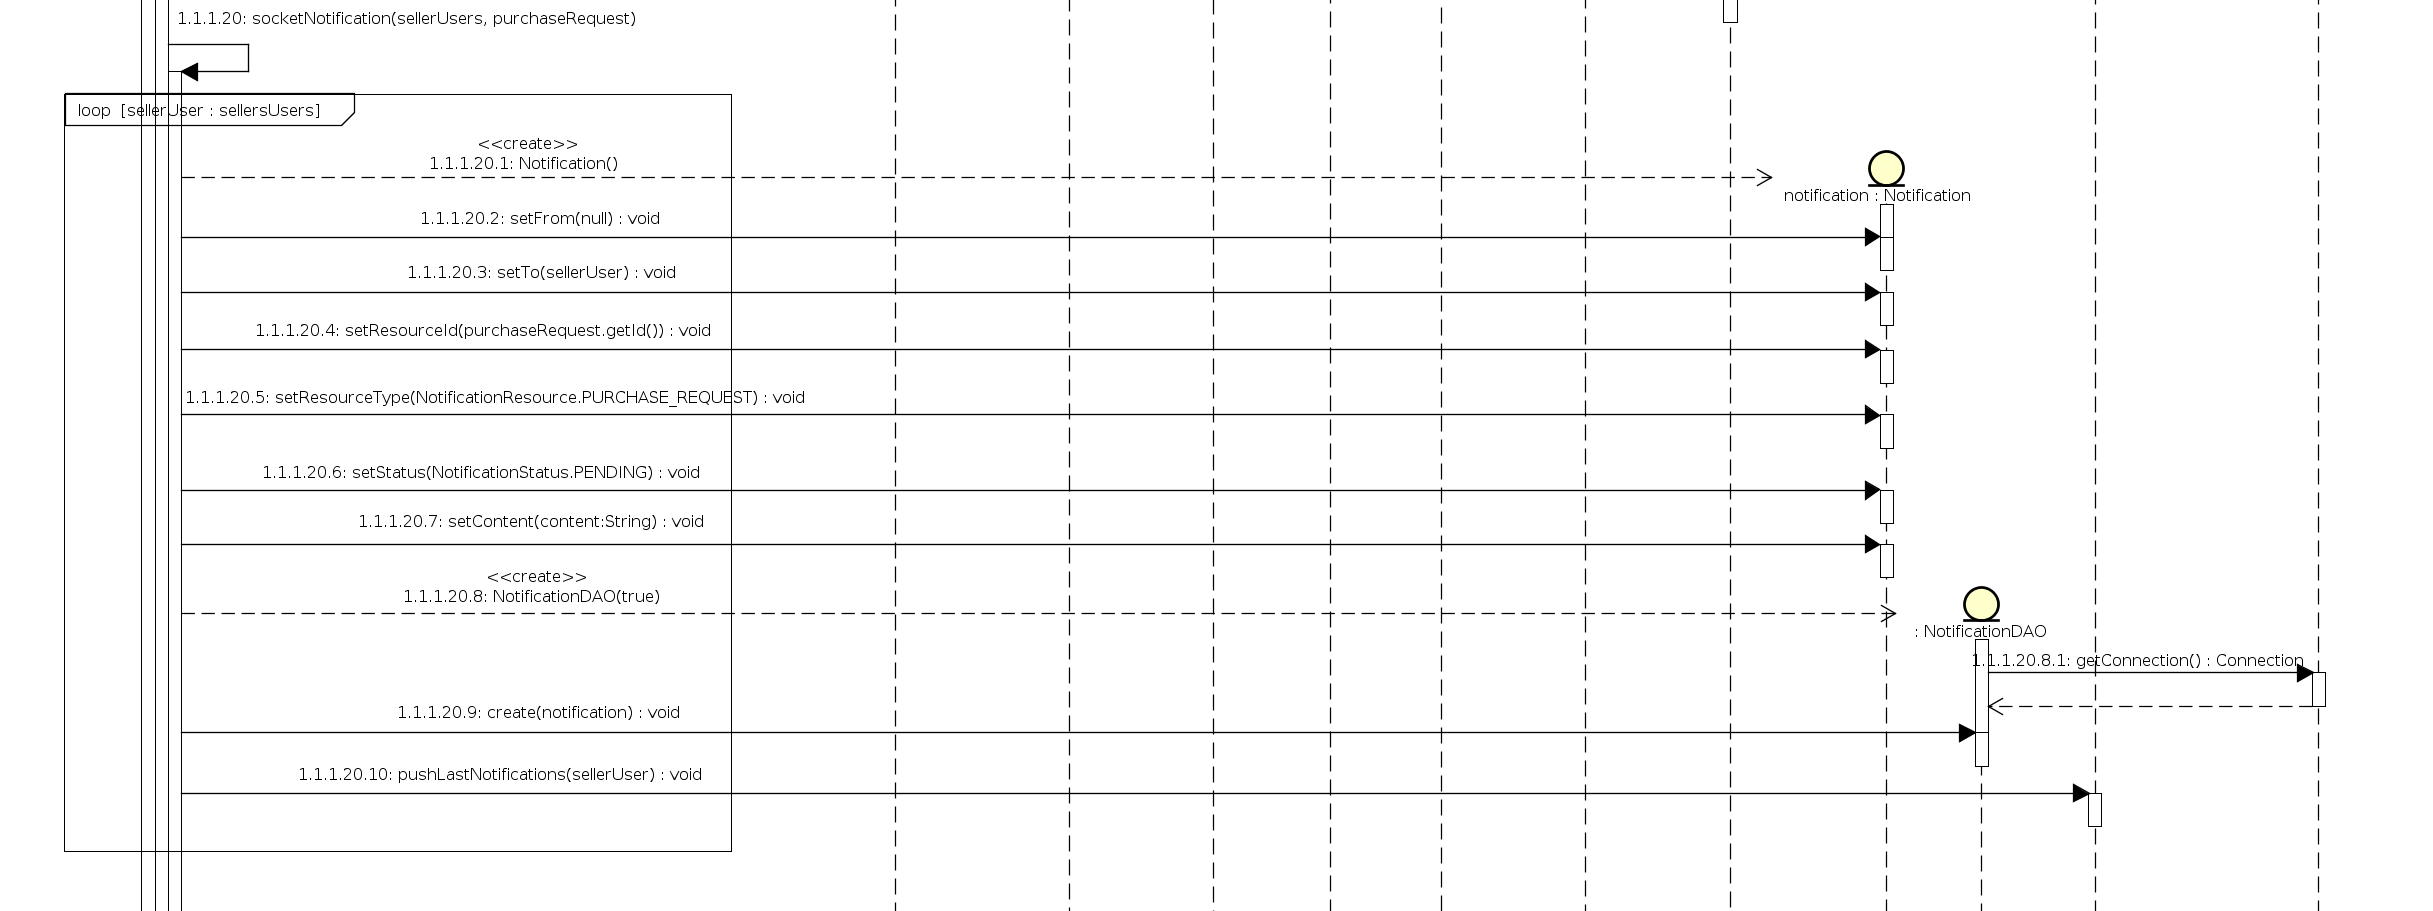 1.1.1.20: socketNotification(sellerUsers, purchaseRequest)
loop [sellerUser : sellersUsers]
<<create>>
1.1.1.20.1: Notification()
notification : Notification
1.1.1.20.2: setFrom(null) : void
1.1.1.20.3: setTo(sellerUser) : void
1.1.1.20.4: setResourceId(purchaseRequest.getId()) : void
1.1.1.20.5: setResourceType(NotificationResource.PURCHASE_REQUEST) : void
1.1.1.20.6: setStatus(NotificationStatus.PENDING) : void
1.1.1.20.7: setContent(content:String) : void
<<create>>
1.1.1.20.8: NotificationDAO(true)
: NotificationDAO
1.1.1.20.8.1: getConnection() : Connection
1.1.1.20.9: create(notification) : void
1.1.1.20.10: pushLastNotifications(sellerUser) : void